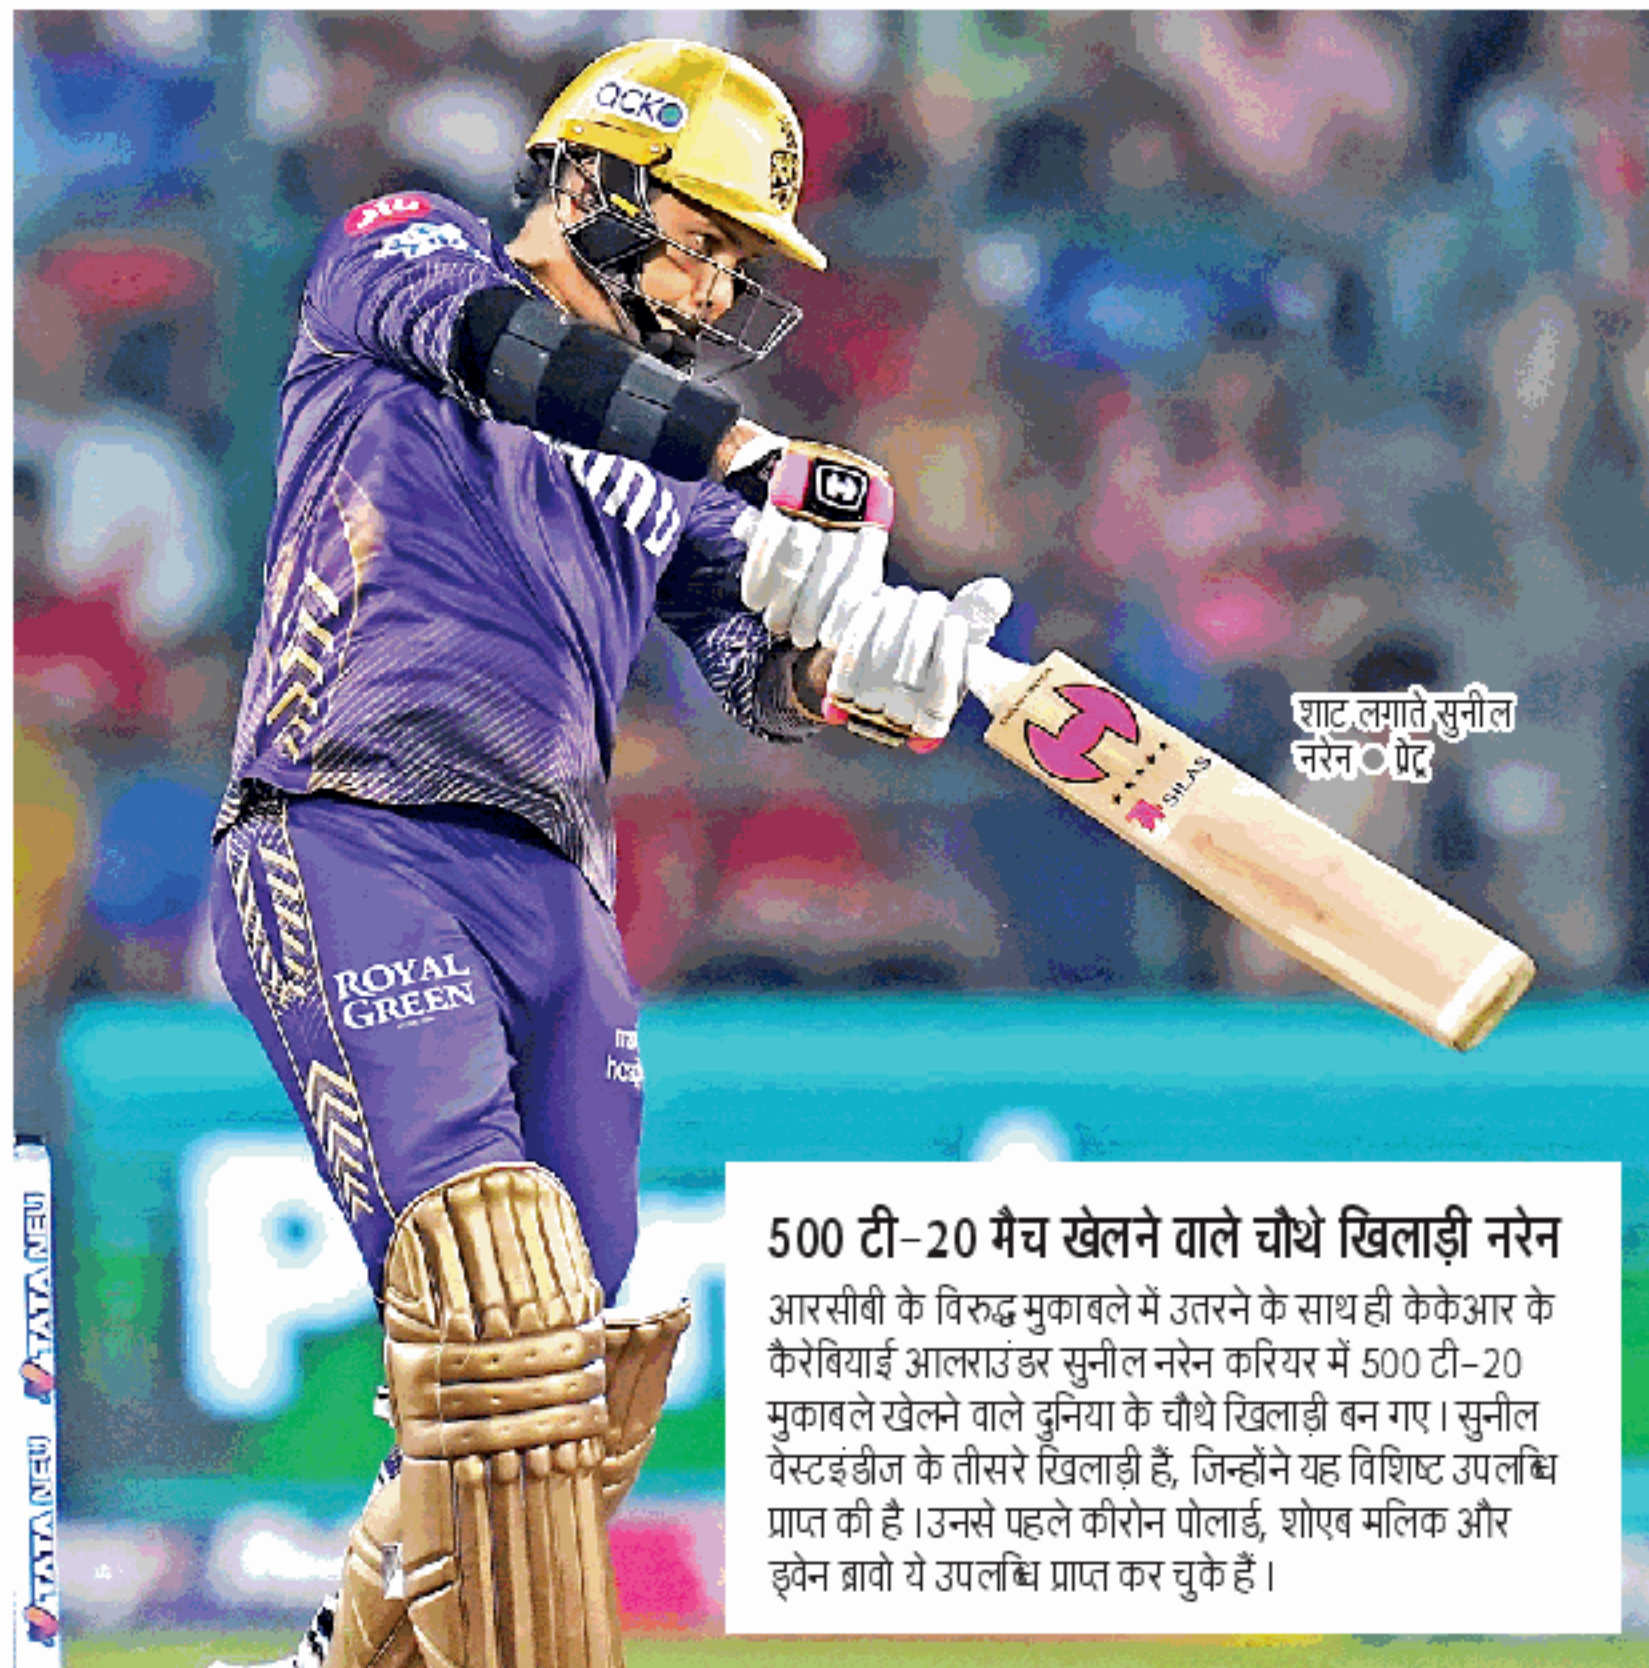 acko
शाट लगाते सुनील
नरेन ○ प्रेट्र
SILAS
ROYAL
GREEN
TATA NEU
TATA NEU
500 टी-20 मैच खेलने वाले चौथे खिलाड़ी नरेन
आरसीबी के विरुद्ध मुकाबले में उतरने के साथ ही केकेआर के
कैरेबियाई आलराउंडर सुनील नरेन करियर में 500 टी-20
मुकाबले खेलने वाले दुनिया के चौथे खिलाड़ी बन गए। सुनील
वेस्टइंडीज के तीसरे खिलाड़ी हैं, जिन्होंने यह विशिष्ट उपलब्धि
प्राप्त की है। उनसे पहले कीरोन पोलार्ड, शोएब मलिक और
ड्वेन ब्रावो ये उपलब्धि प्राप्त कर चुके हैं।